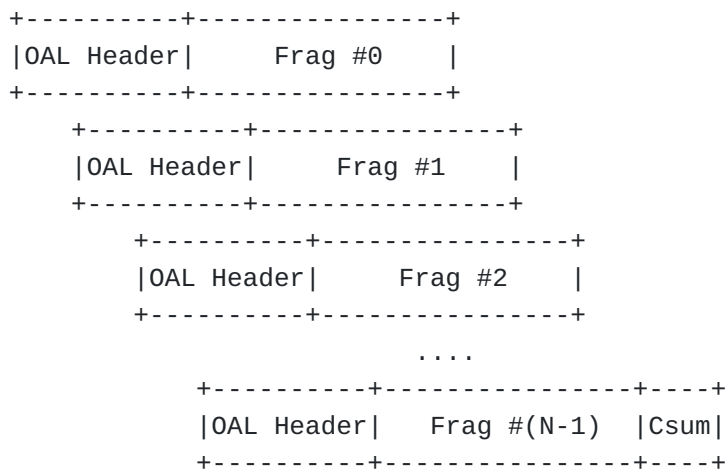 +----------+----------------+
|OAL Header|     Frag #0    |
+----------+----------------+
    +----------+----------------+
    |OAL Header|     Frag #1    |
    +----------+----------------+
        +----------+----------------+
        |OAL Header|     Frag #2    |
        +----------+----------------+
                          ....
            +----------+----------------+----+
            |OAL Header|   Frag #(N-1)  |Csum|
            +----------+----------------+----+